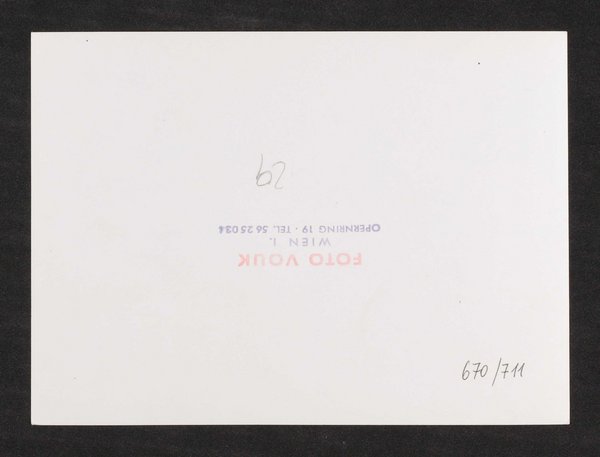 FOTO VOUK
WIEN I.
OPERNRING 19 · TEL. 56 25 034
670/711